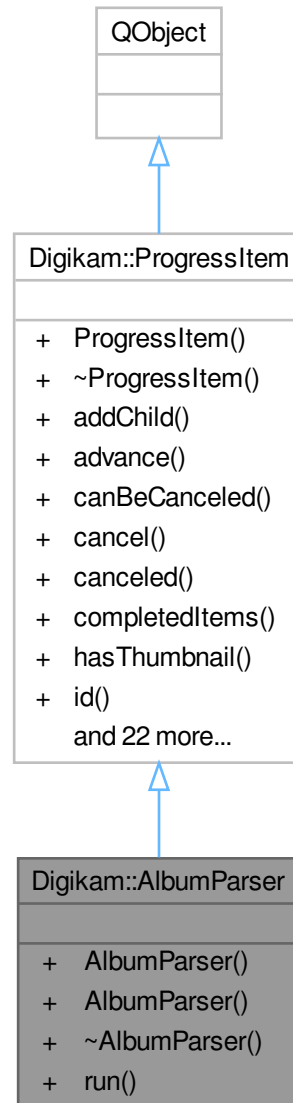 QObject
Digikam::ProgressItem
+ ProgressItem()
+ ~ProgressItem()
+ addChild()
+ advance()
+ canBeCanceled()
+ cancel()
+ canceled()
+ completedItems()
+ hasThumbnail()
+ id()
and 22 more...
Digikam::AlbumParser
+ AlbumParser()
+ AlbumParser()
+ ~AlbumParser()
+ run()